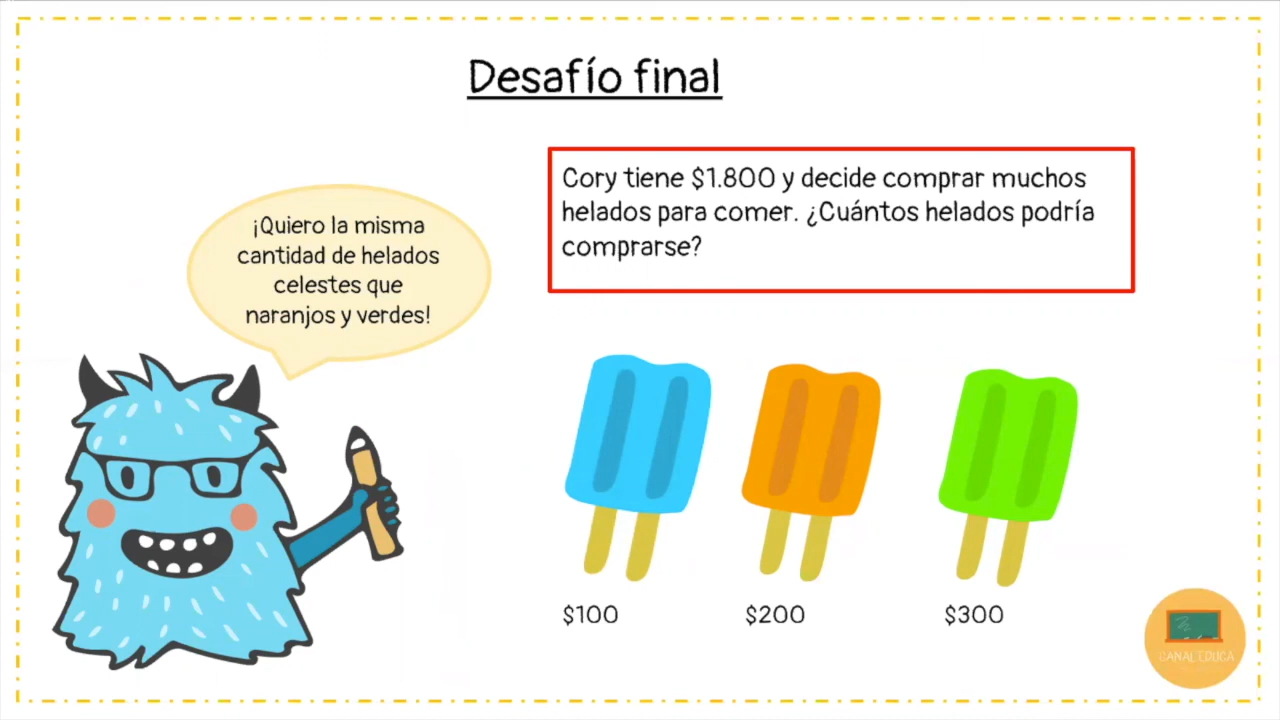 Desafío final
Cory tiene $1.800 y decide comprar muchos
helados para comer. ¿Cuántos helados podría
comprarse?
¡Quiero la misma
cantidad de helados
celestes que
naranjos y verdes!
$100
$200
$300
CANAL EDUCA